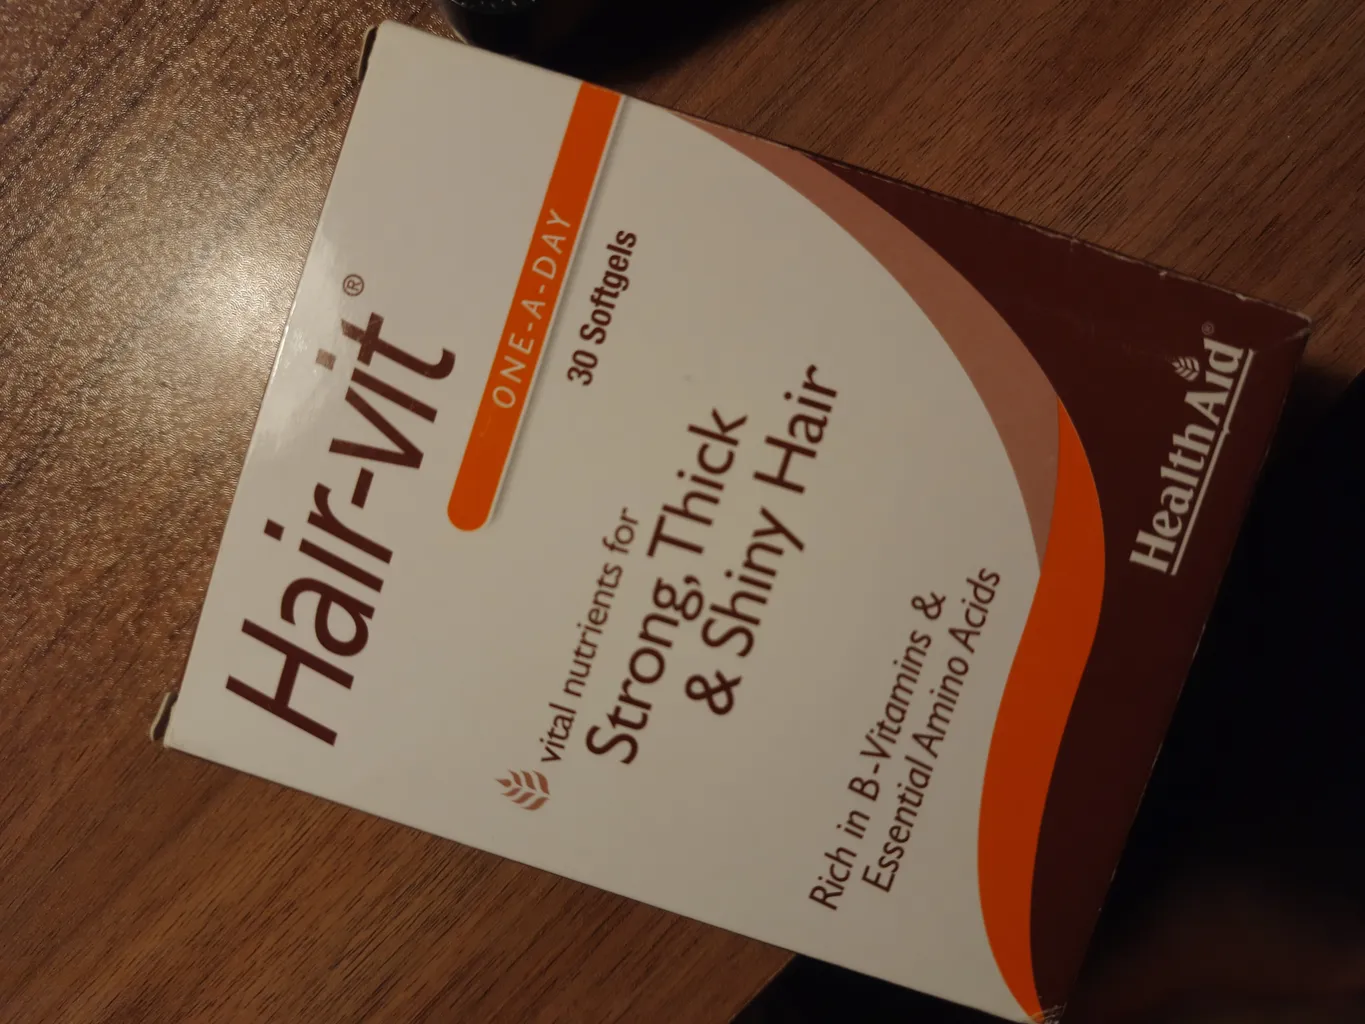 Hair-vit®
ONE-A-DAY
30 Softgels
vital nutrients for
Strong, Thick
& Shiny Hair
Rich in B-Vitamins &
Essential Amino Acids
HealthAid®